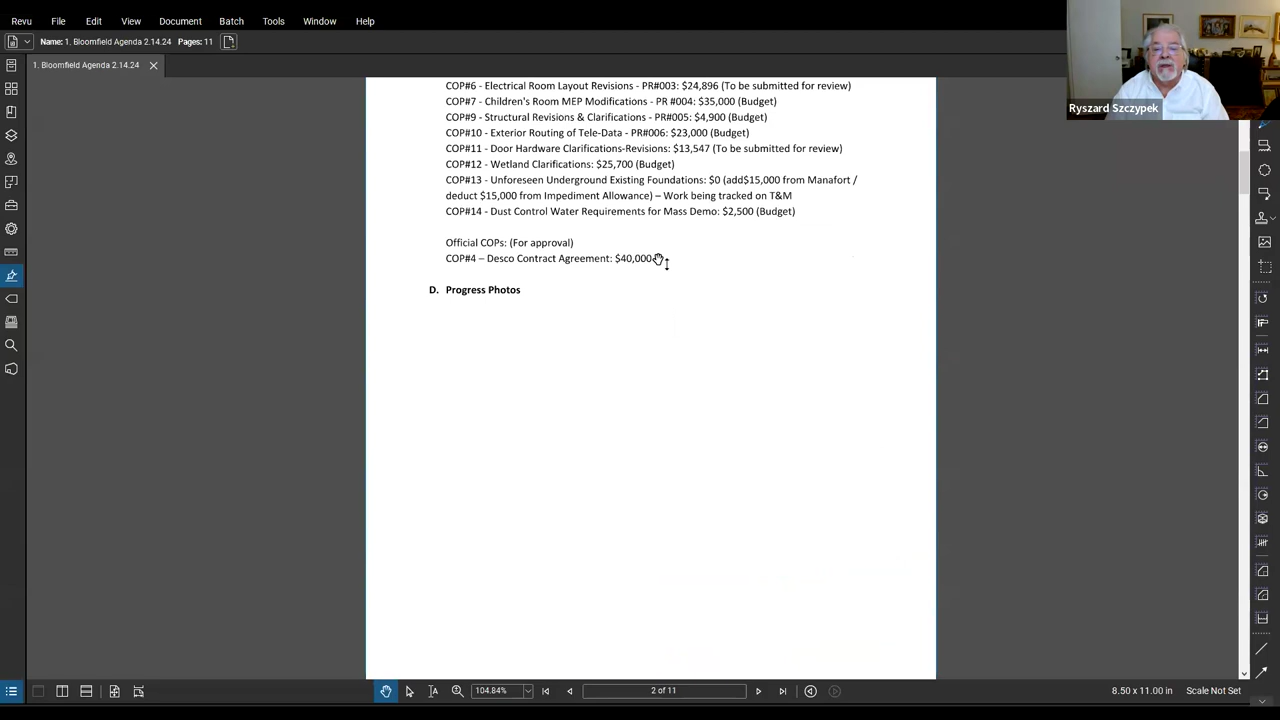 Revu File Edit View Document Batch Tools Window Help
Name: 1. Bloomfield Agenda 2.14.24 Pages: 11
1. Bloomfield Agenda 2.14.24
Ryszard Szczypek
COP#6 - Electrical Room Layout Revisions - PR#003: $24,896 (To be submitted for review)
COP#7 - Children's Room MEP Modifications - PR #004: $35,000 (Budget)
COP#9 - Structural Revisions & Clarifications - PR#005: $4,900 (Budget)
COP#10 - Exterior Routing of Tele-Data - PR#006: $23,000 (Budget)
COP#11 - Door Hardware Clarifications-Revisions: $13,547 (To be submitted for review)
COP#12 - Wetland Clarifications: $25,700 (Budget)
COP#13 - Unforeseen Underground Existing Foundations: $0 (add$15,000 from Manafort /
deduct $15,000 from Impediment Allowance) – Work being tracked on T&M
COP#14 - Dust Control Water Requirements for Mass Demo: $2,500 (Budget)
Official COPs: (For approval)
COP#4 – Desco Contract Agreement: $40,000
D. Progress Photos
104.84% 2 of 11 8.50 x 11.00 in Scale Not Set